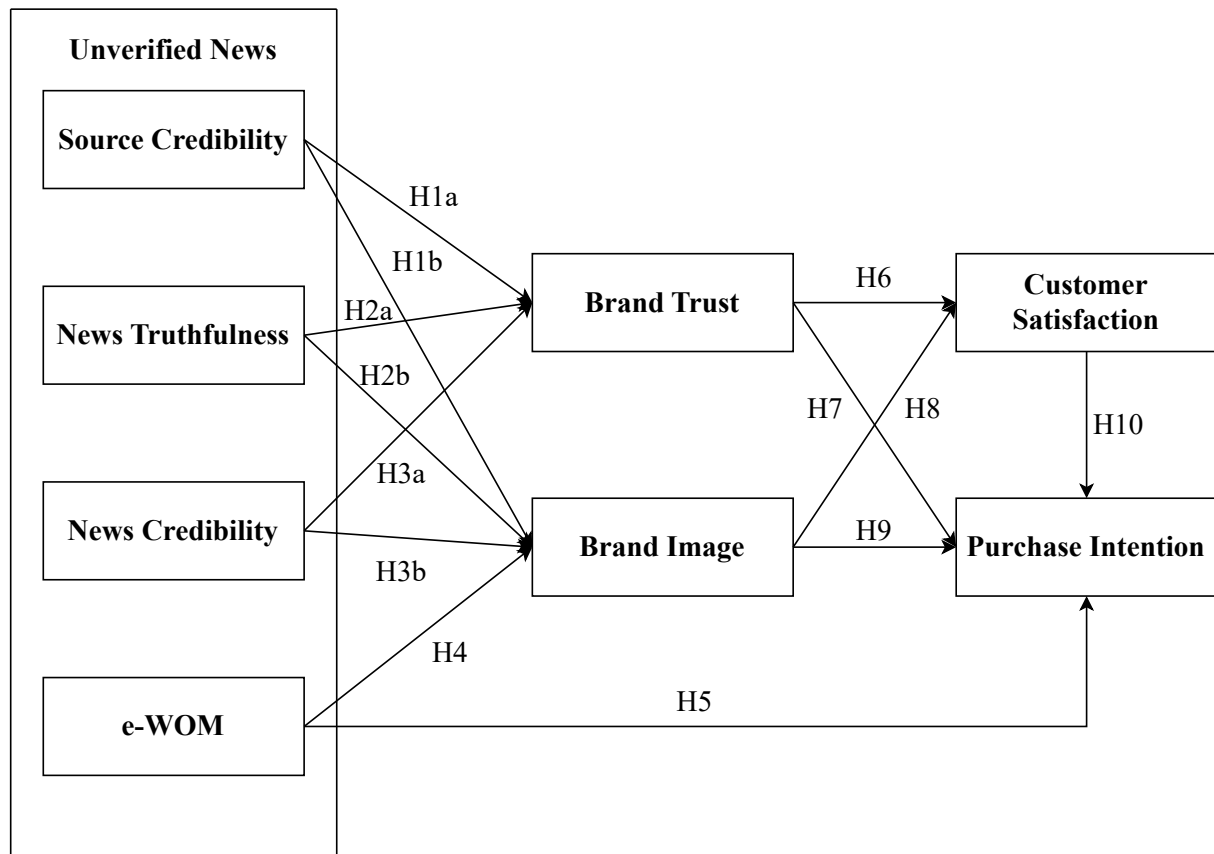 Unverified News
Source Credibility
H1a
H1b
Brand Trust
H6
Customer
Satisfaction
News Truthfulness
H2a
H2b
H7
H8
H10
H3a
News Credibility
Brand Image
H9
Purchase Intention
H3b
H4
e-WOM
H5